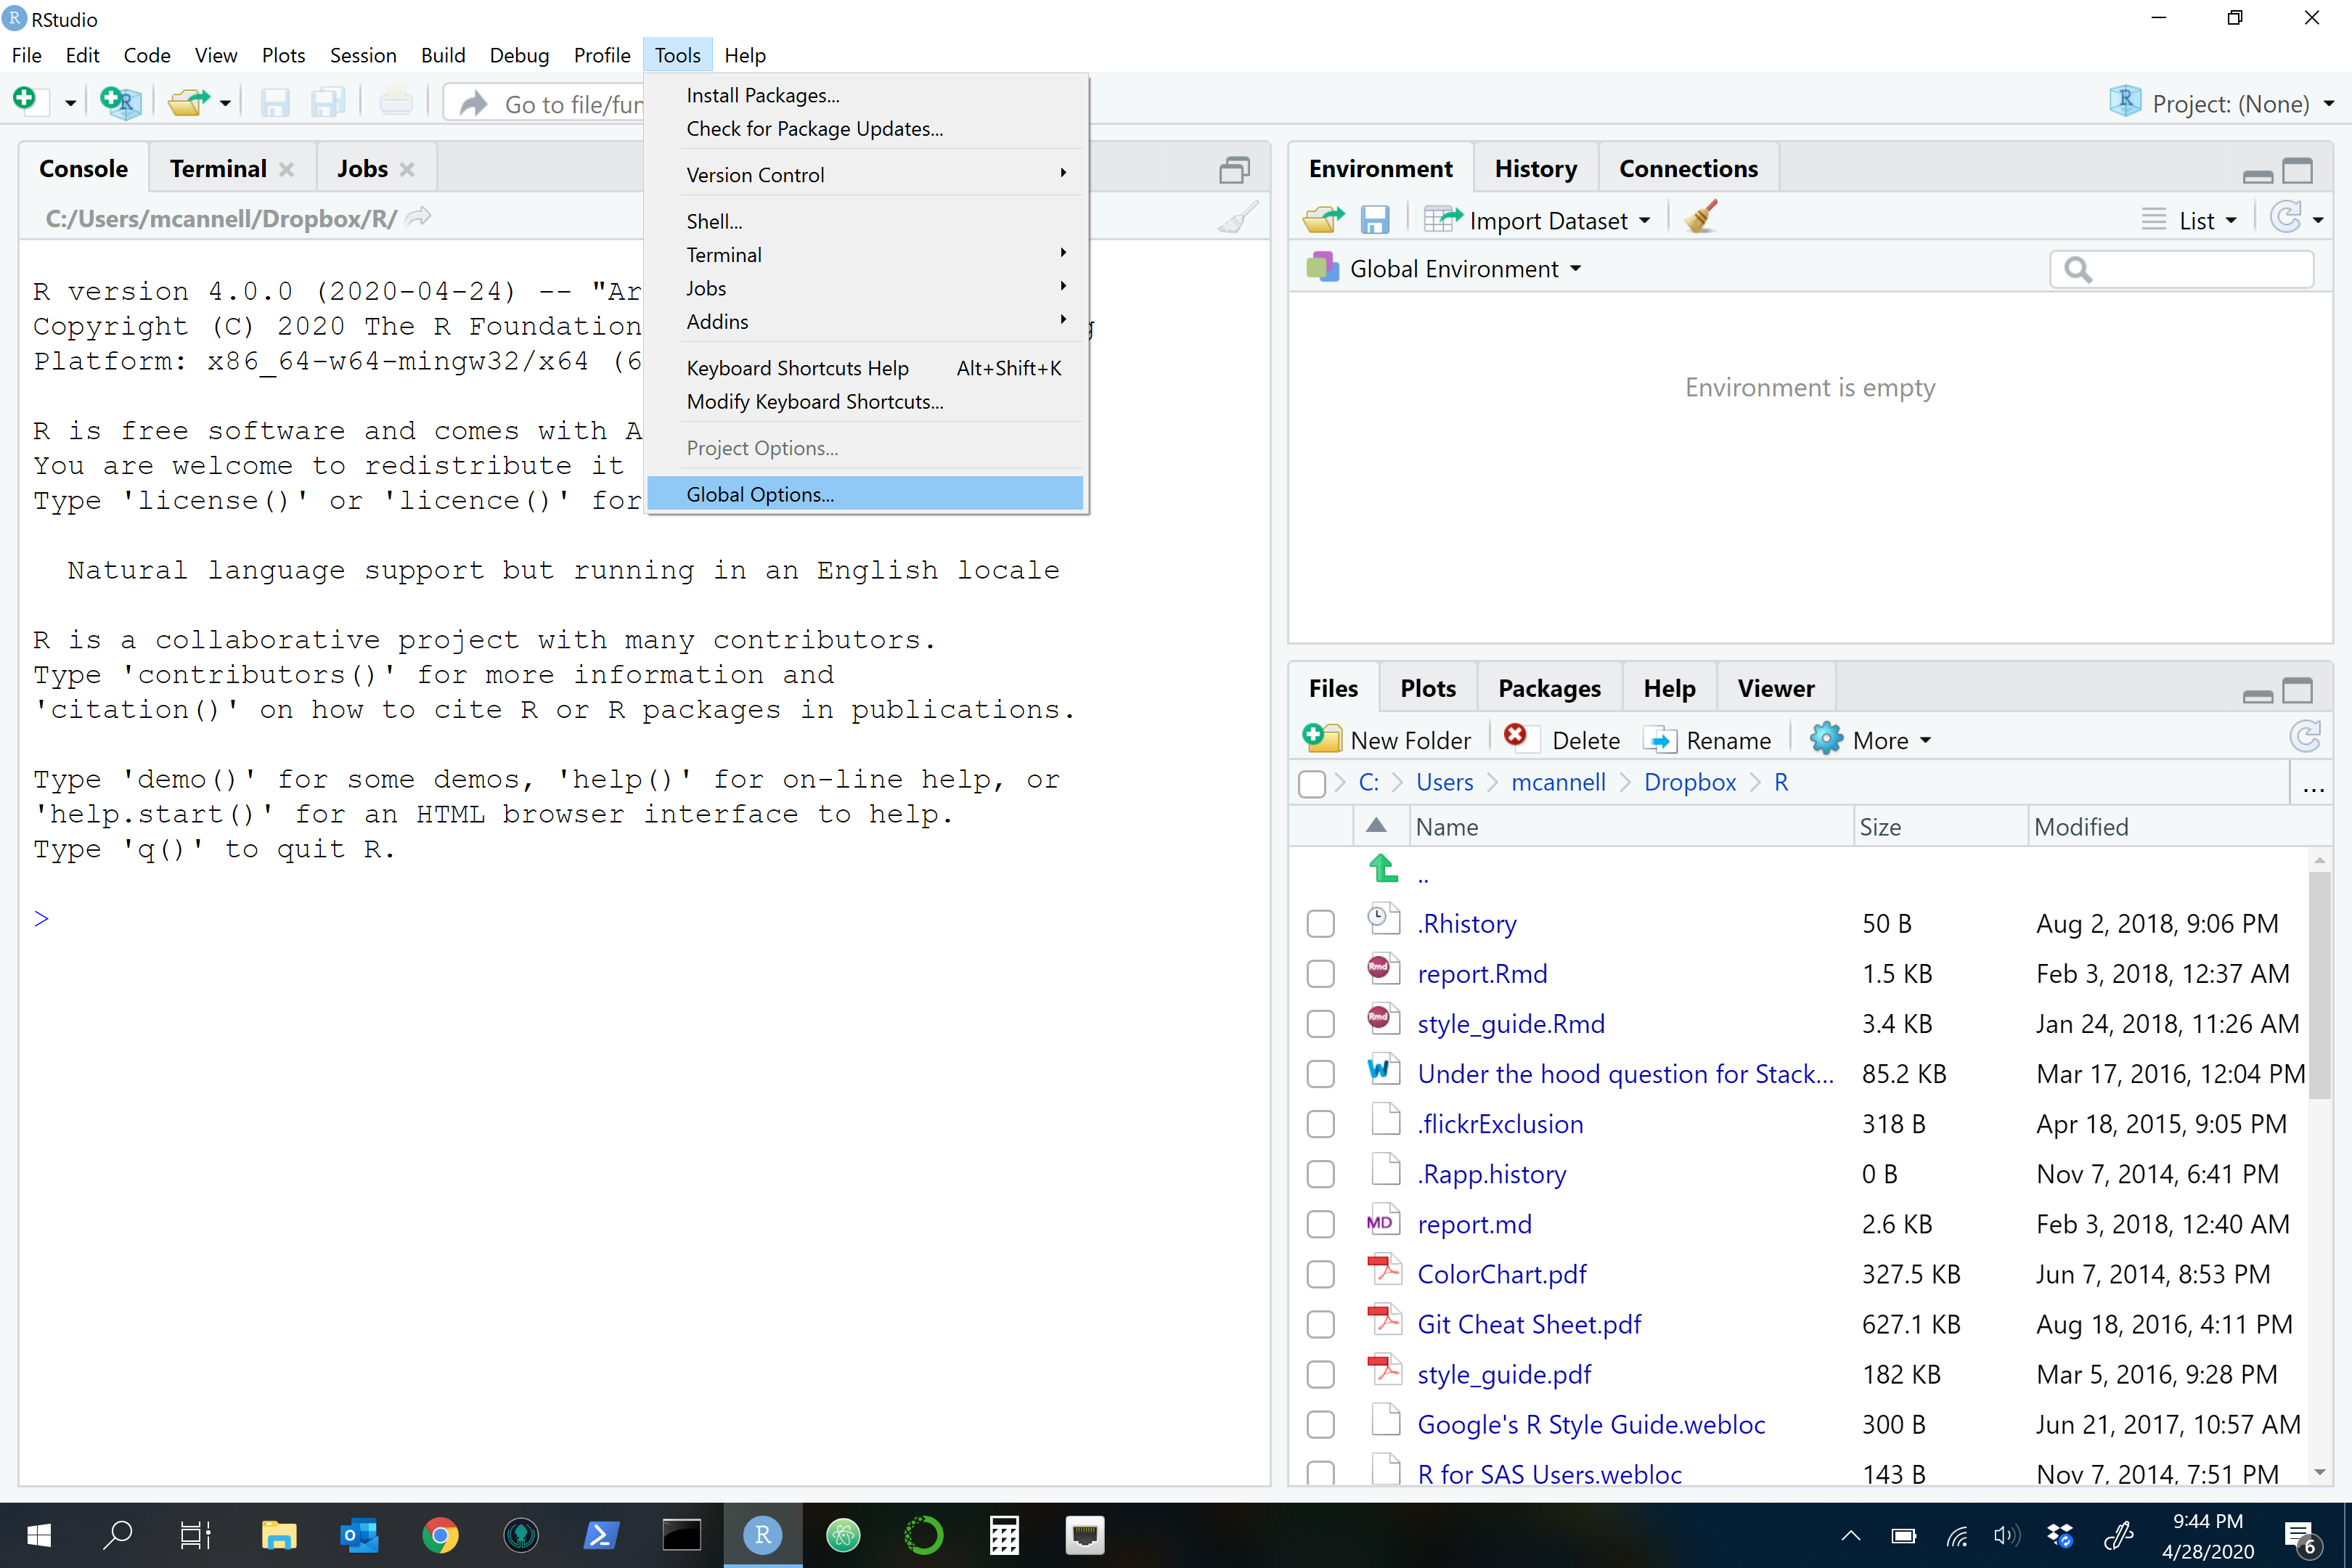 RStudio
File Edit Code View Plots Session Build Debug Profile Tools Help
Go to file/fun
Project: (None)
Install Packages...
Check for Package Updates...
Version Control
Shell...
Terminal
Jobs
Addins
Keyboard Shortcuts Help Alt+Shift+K
Modify Keyboard Shortcuts...
Project Options...
Global Options...
Console Terminal Jobs
C:/Users/mcannell/Dropbox/R/
R version 4.0.0 (2020-04-24) -- "Ar
Copyright (C) 2020 The R Foundation
Platform: x86_64-w64-mingw32/x64 (6
R is free software and comes with A
You are welcome to redistribute it
Type 'license()' or 'licence()' for
Natural language support but running in an English locale
R is a collaborative project with many contributors.
Type 'contributors()' for more information and
'citation()' on how to cite R or R packages in publications.
Type 'demo()' for some demos, 'help()' for on-line help, or
'help.start()' for an HTML browser interface to help.
Type 'q()' to quit R.
>
Environment History Connections
Import Dataset List
Global Environment
Environment is empty
Files Plots Packages Help Viewer
New Folder Delete Rename More
C: Users mcannell Dropbox R ...
Name Size Modified
..
.Rhistory 50 B Aug 2, 2018, 9:06 PM
report.Rmd 1.5 KB Feb 3, 2018, 12:37 AM
style_guide.Rmd 3.4 KB Jan 24, 2018, 11:26 AM
Under the hood question for Stack... 85.2 KB Mar 17, 2016, 12:04 PM
.flickrExclusion 318 B Apr 18, 2015, 9:05 PM
.Rapp.history 0 B Nov 7, 2014, 6:41 PM
MD report.md 2.6 KB Feb 3, 2018, 12:40 AM
ColorChart.pdf 327.5 KB Jun 7, 2014, 8:53 PM
Git Cheat Sheet.pdf 627.1 KB Aug 18, 2016, 4:11 PM
style_guide.pdf 182 KB Mar 5, 2016, 9:28 PM
Google's R Style Guide.webloc 300 B Jun 21, 2017, 10:57 AM
R for SAS Users.webloc 143 B Nov 7, 2014, 7:51 PM
9:44 PM
4/28/2020
6